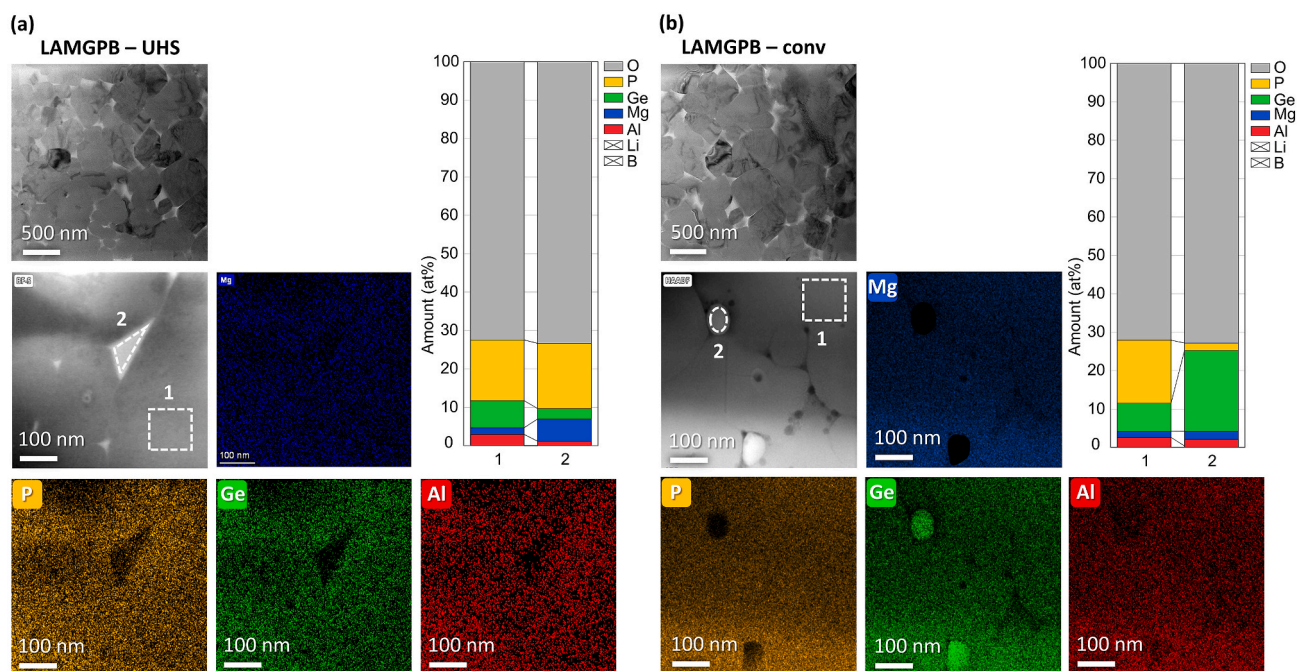 (a)
LAMGPB – UHS
500 nm
BF-S
2
1
100 nm
Mg
100 nm
P
100 nm
Ge
100 nm
Al
100 nm
Amount (at%)
100
90
80
70
60
50
40
30
20
10
0
1
2
O
P
Ge
Mg
Al
Li
B
(b)
LAMGPB – conv
500 nm
HAADF
2
1
100 nm
Mg
100 nm
P
100 nm
Ge
100 nm
Al
100 nm
Amount (at%)
100
90
80
70
60
50
40
30
20
10
0
1
2
O
P
Ge
Mg
Al
Li
B